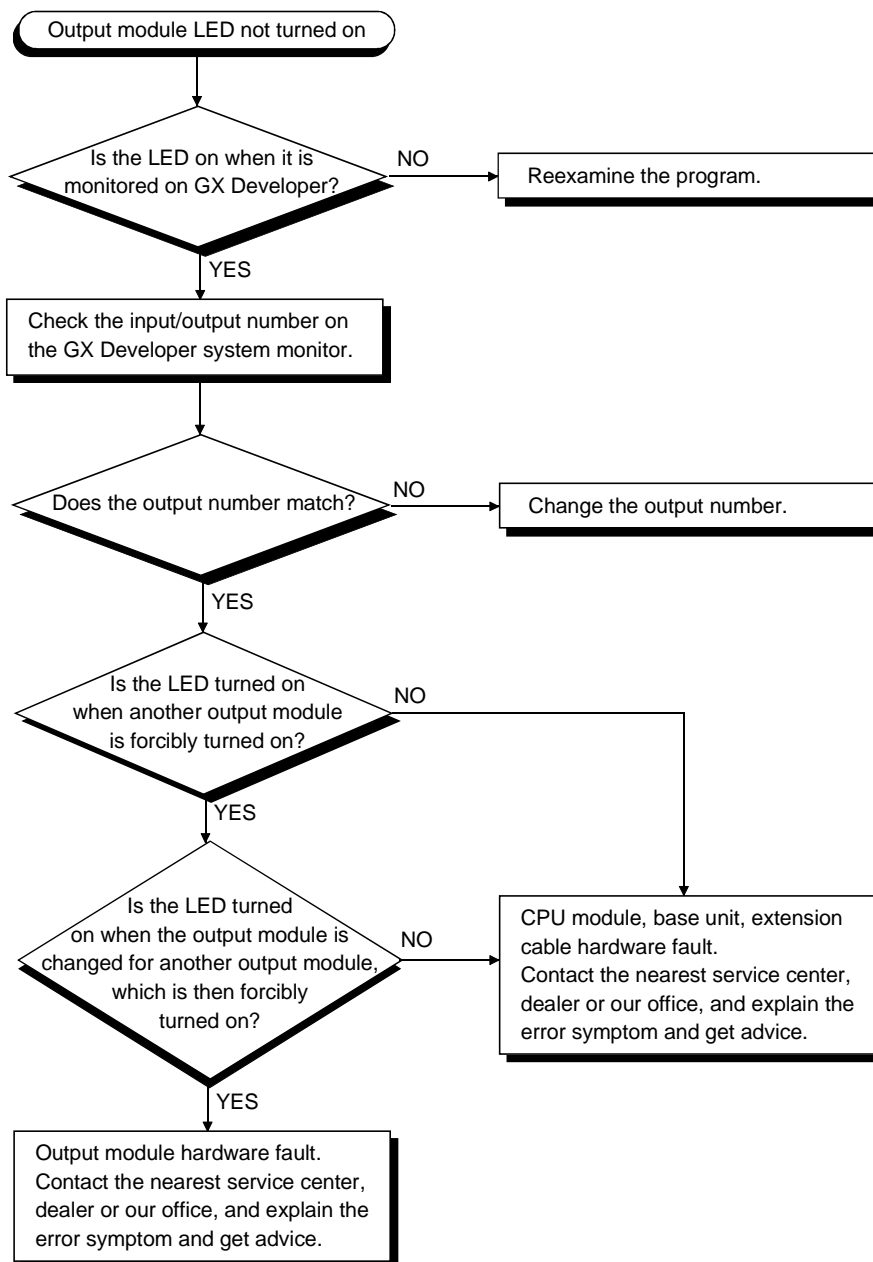 Output module LED not turned on
Is the LED on when it is
monitored on GX Developer?
NO
Reexamine the program.
YES
Check the input/output number on
the GX Developer system monitor.
Does the output number match?
NO
Change the output number.
YES
Is the LED turned on
when another output module
is forcibly turned on?
NO
YES
Is the LED turned
on when the output module is
changed for another output module,
which is then forcibly
turned on?
NO
CPU module, base unit, extension
cable hardware fault.
Contact the nearest service center,
dealer or our office, and explain the
error symptom and get advice.
YES
Output module hardware fault.
Contact the nearest service center,
dealer or our office, and explain the
error symptom and get advice.